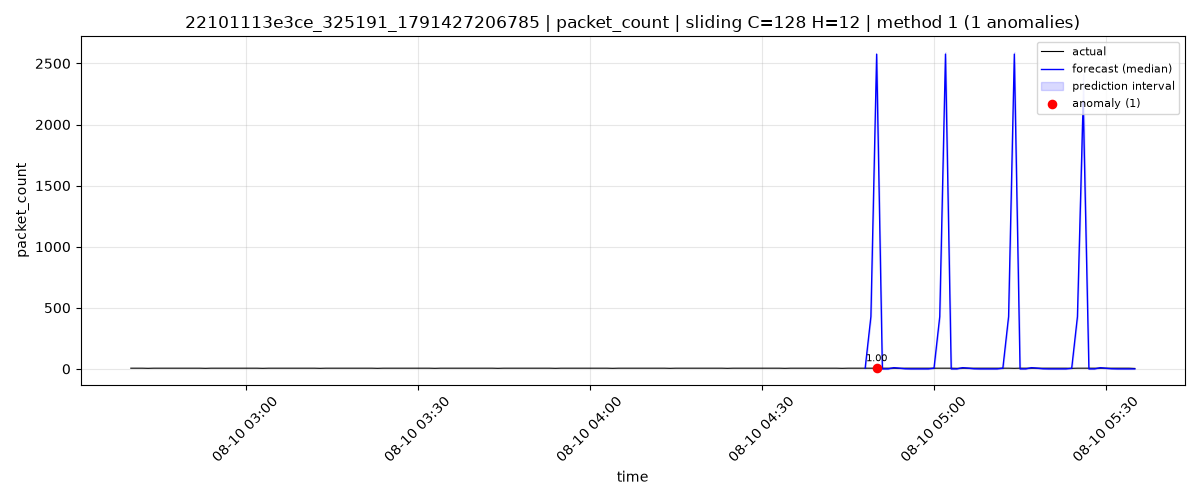 22101113e3ce_325191_1791427206785 | packet_count | sliding C=128 H=12 | method 1 (1 anomalies)
actual
forecast (median)
prediction interval
anomaly (1)
packet_count
2500
2000
1500
1000
500
0
1.00
08-10 03:00
08-10 03:30
08-10 04:00
08-10 04:30
08-10 05:00
08-10 05:30
time